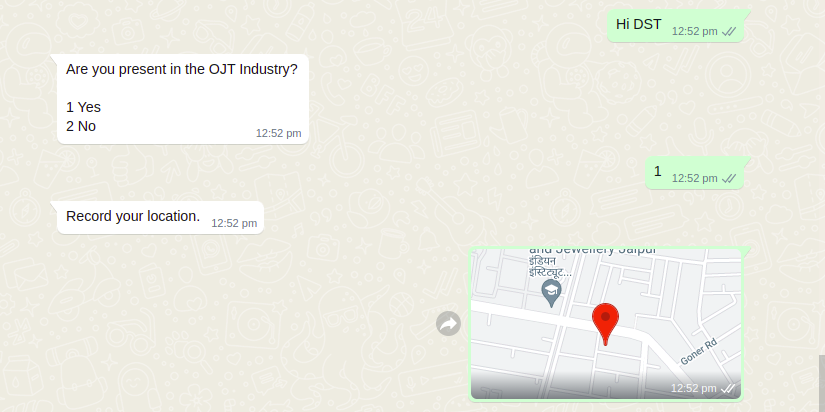 Hi DST
12:52 pm
Are you present in the OJT Industry?
1 Yes
2 No
12:52 pm
1
12:52 pm
Record your location.
12:52 pm
and Jewellery Jaipur
इंडियन
इंस्टिट्यूट...
Goner Rd
12:52 pm